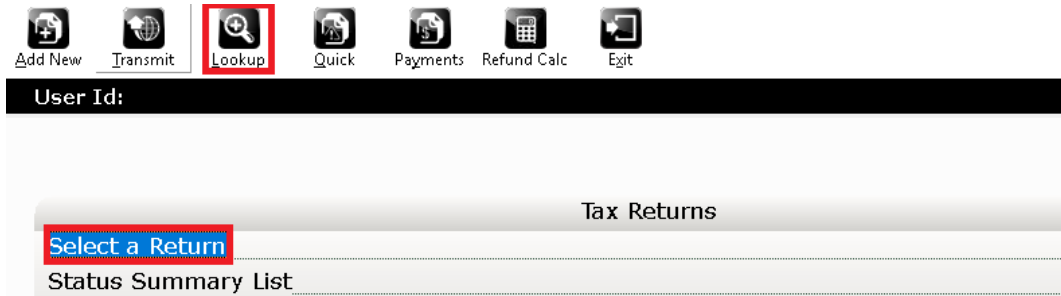 Add New Transmit Lookup Quick Payments Refund Calc Exit
User Id:
Tax Returns
Select a Return
Status Summary List